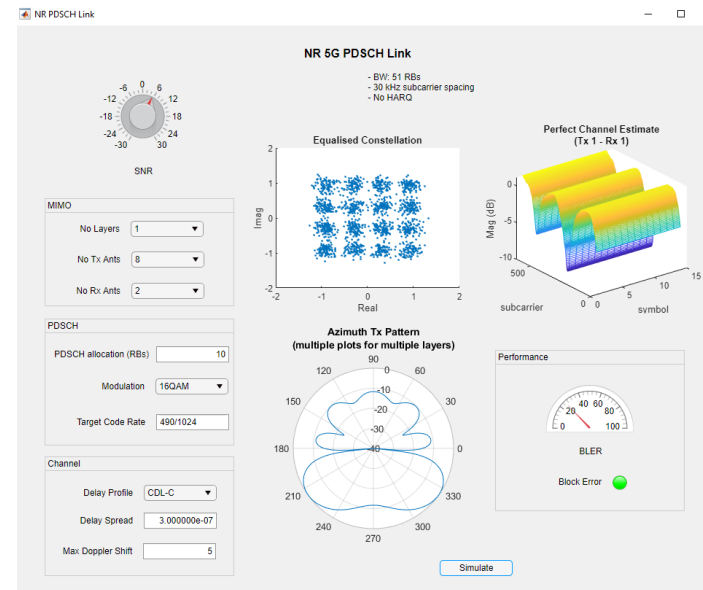 NR PDSCH Link
NR 5G PDSCH Link
- BW: 51 RBs
- 30 kHz subcarrier spacing
- No HARQ
-6 0 6
-12 12
-18 18
-24 24
-30 30
SNR
MIMO
No Layers 1
No Tx Ants 8
No Rx Ants 2
PDSCH
PDSCH allocation (RBs) 10
Modulation 16QAM
Target Code Rate 490/1024
Channel
Delay Profile CDL-C
Delay Spread 3.000000e-07
Max Doppler Shift 5
Equalised Constellation
2
1
0
-1
-2
Imag
-2 -1 0 1 2
Real
Perfect Channel Estimate
(Tx 1 - Rx 1)
0
-5
-10
Mag (dB)
500
0
subcarrier
0 5 10 15
symbol
Azimuth Tx Pattern
(multiple plots for multiple layers)
90
120 60
150 30
180 0
210 330
240 300
270
0
-10
-20
-30
-40
Performance
0 20 40 60 80 100
BLER
Block Error
Simulate